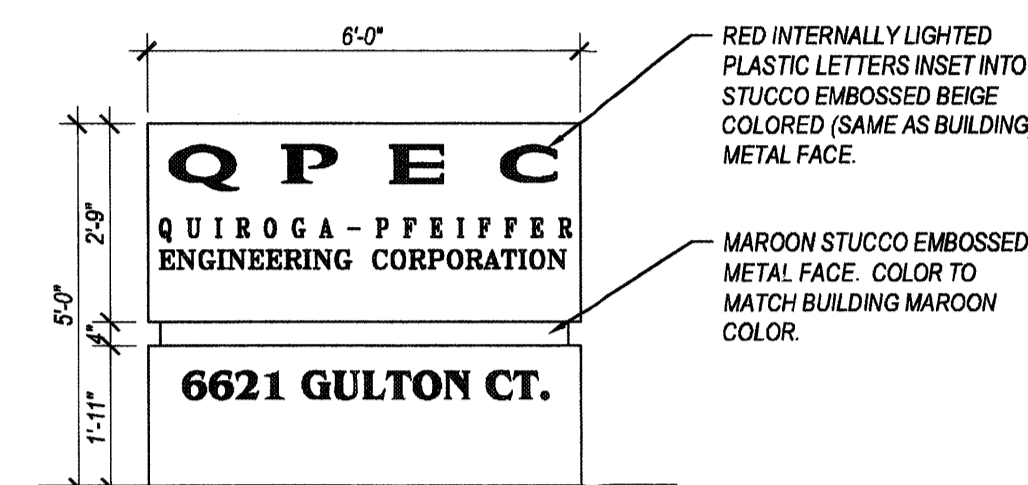 6'-0"
RED INTERNALLY LIGHTED
PLASTIC LETTERS INSET INTO
STUCCO EMBOSSED BEIGE
COLORED (SAME AS BUILDING)
METAL FACE.
Q P E C
QUIROGA-PFEIFFER
ENGINEERING CORPORATION
2'-9"
MAROON STUCCO EMBOSSED
METAL FACE. COLOR TO
MATCH BUILDING MAROON
COLOR.
5'-0"
4"
6621 GULTON CT.
1'-11"